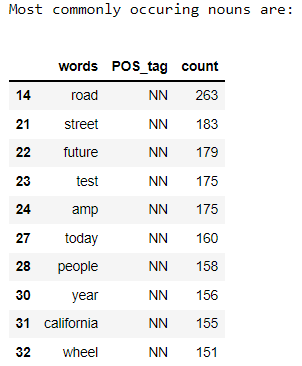 Most commonly occuring nouns are:
words POS_tag count
14 road NN 263
21 street NN 183
22 future NN 179
23 test NN 175
24 amp NN 175
27 today NN 160
28 people NN 158
30 year NN 156
31 california NN 155
32 wheel NN 151